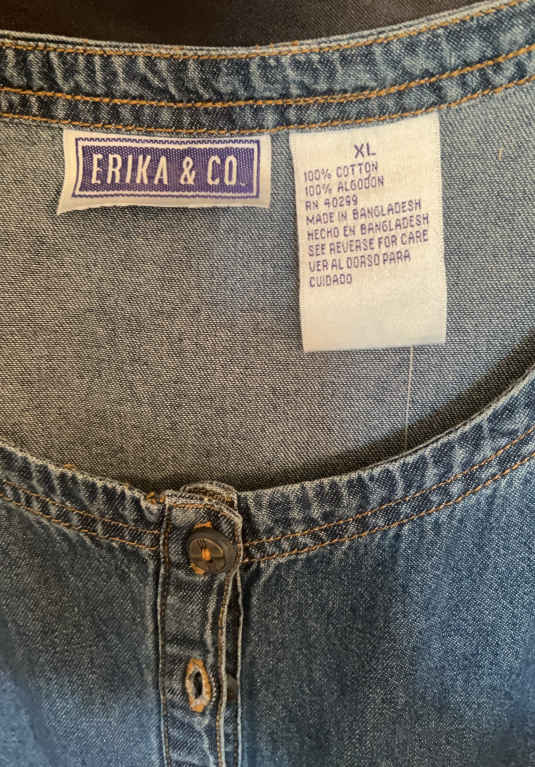 ERIKA & CO.
XL
100% COTTON
100% ALGODON
RN 40299
MADE IN BANGLADESH
HECHO EN BANGLADESH
SEE REVERSE FOR CARE
VER AL DORSO PARA
CUIDADO